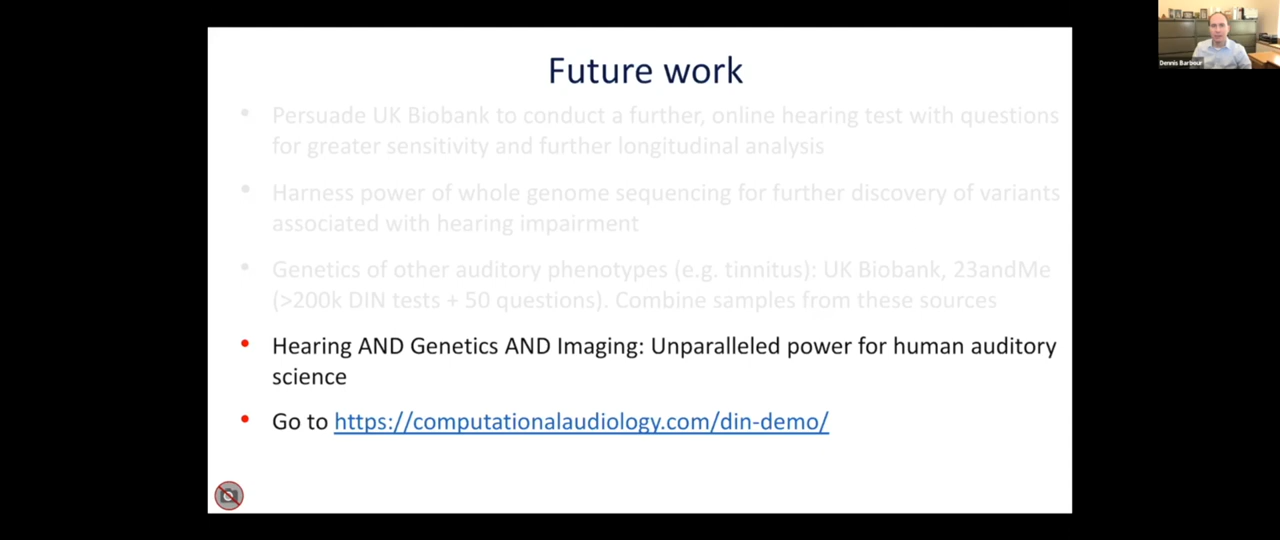 Future work
• Persuade UK Biobank to conduct a further, online hearing test with questions
for greater sensitivity and further longitudinal analysis
• Harness power of whole genome sequencing for further discovery of variants
associated with hearing impairment
• Genetics of other auditory phenotypes (e.g. tinnitus): UK Biobank, 23andMe
(>200k DIN tests + 50 questions). Combine samples from these sources
• Hearing AND Genetics AND Imaging: Unparalleled power for human auditory
science
• Go to https://computationalaudiology.com/din-demo/
Dennis Barbour